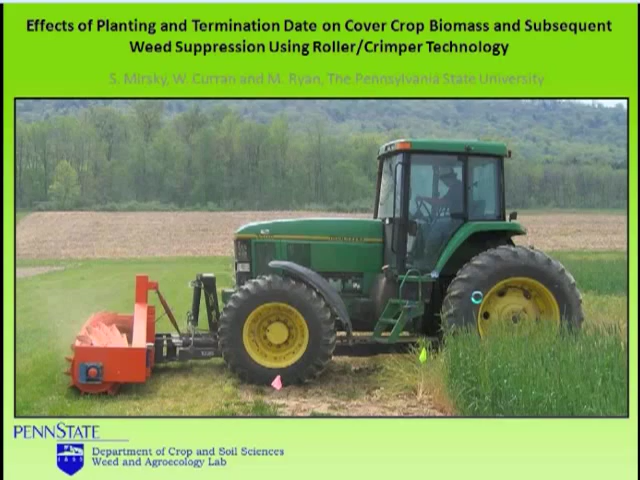 Effects of Planting and Termination Date on Cover Crop Biomass and Subsequent
Weed Suppression Using Roller/Crimper Technology
S. Mirsky, W. Curran and M. Ryan, The Pennsylvania State University
PENNSTATE
1855
Department of Crop and Soil Sciences
Weed and Agroecology Lab